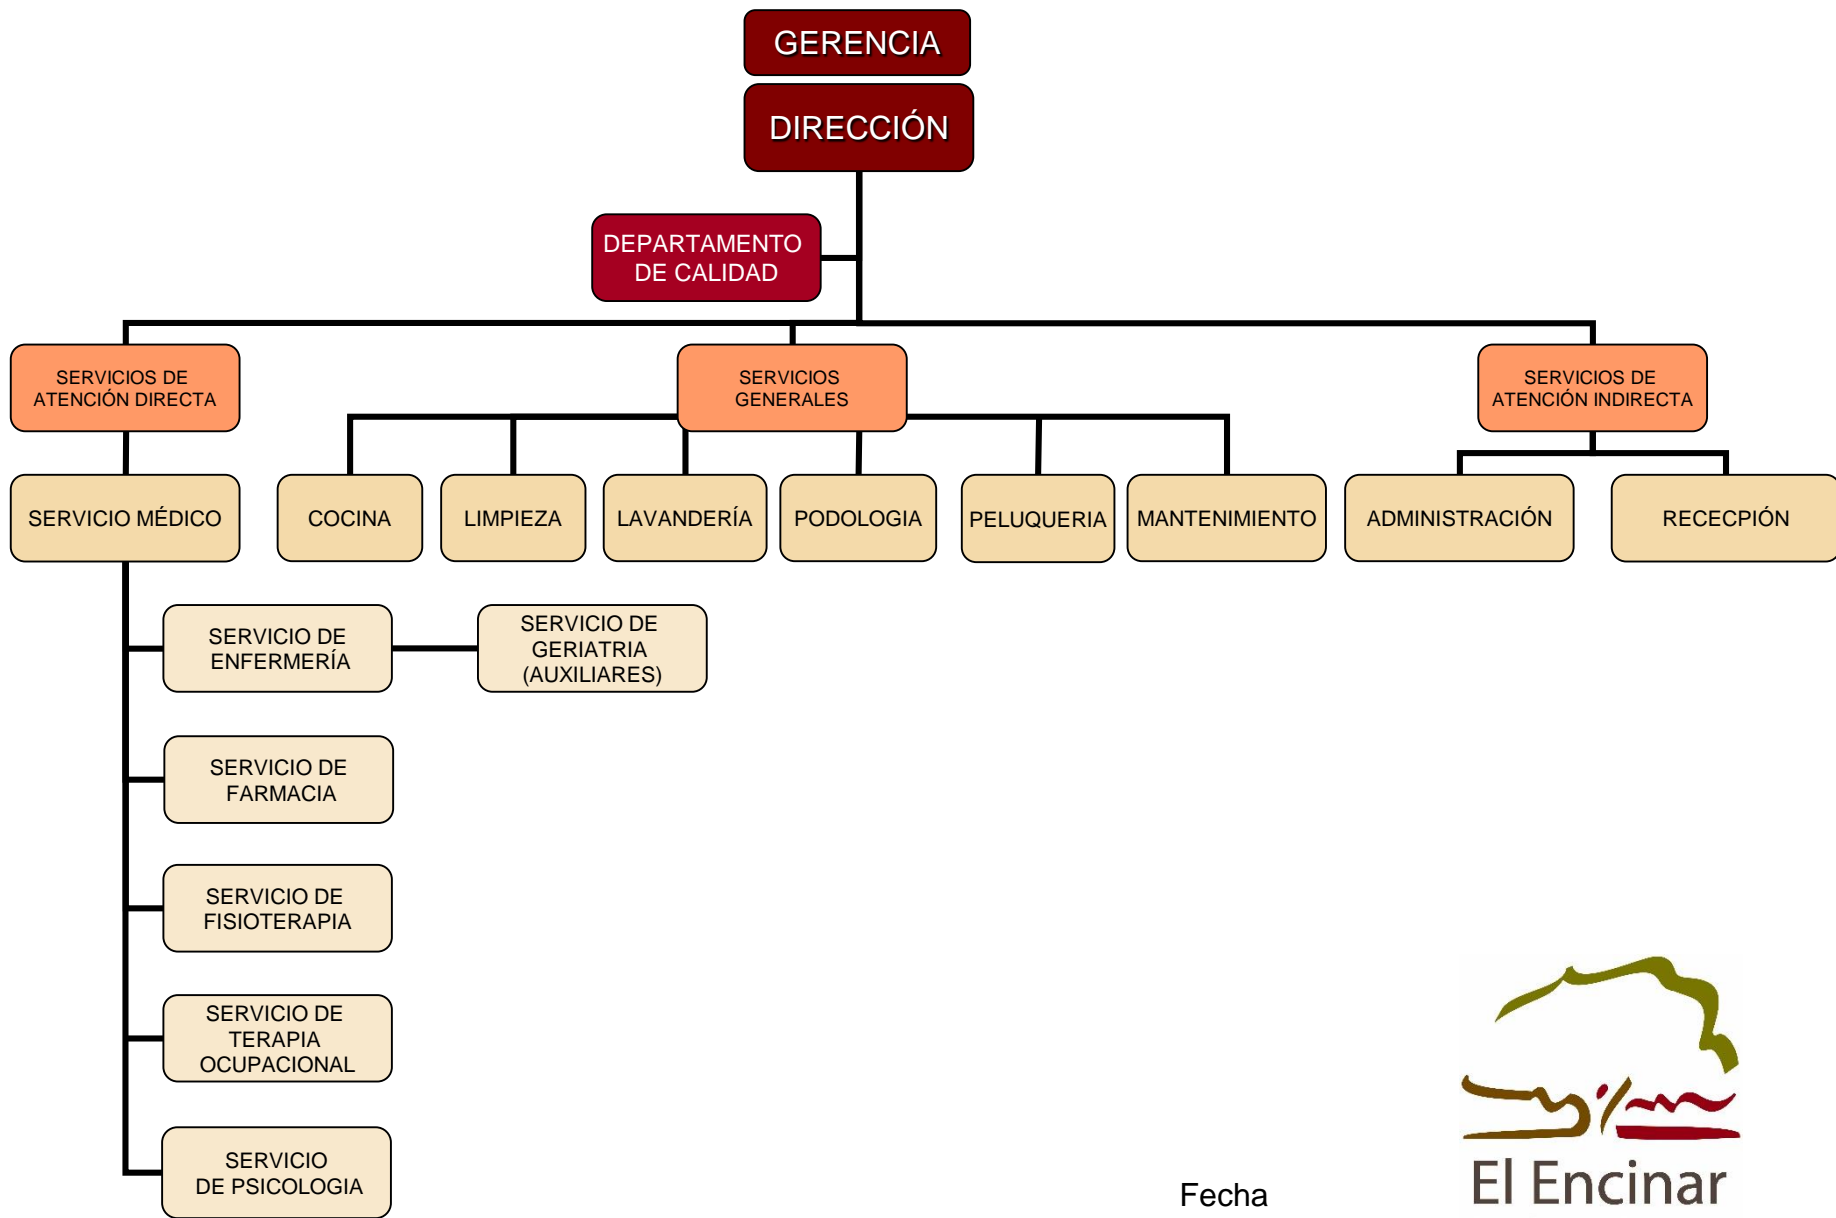 GERENCIA
DIRECCIÓN
DEPARTAMENTO
DE CALIDAD
SERVICIOS DE
ATENCIÓN DIRECTA
SERVICIOS
GENERALES
SERVICIOS DE
ATENCIÓN INDIRECTA
SERVICIO MÉDICO
COCINA
LIMPIEZA
LAVANDERÍA
PODOLOGIA
PELUQUERIA
MANTENIMIENTO
ADMINISTRACIÓN
RECECPIÓN
SERVICIO DE
ENFERMERÍA
SERVICIO DE
GERIATRIA
(AUXILIARES)
SERVICIO DE
FARMACIA
SERVICIO DE
FISIOTERAPIA
SERVICIO DE
TERAPIA
OCUPACIONAL
SERVICIO
DE PSICOLOGIA
Fecha
El Encinar